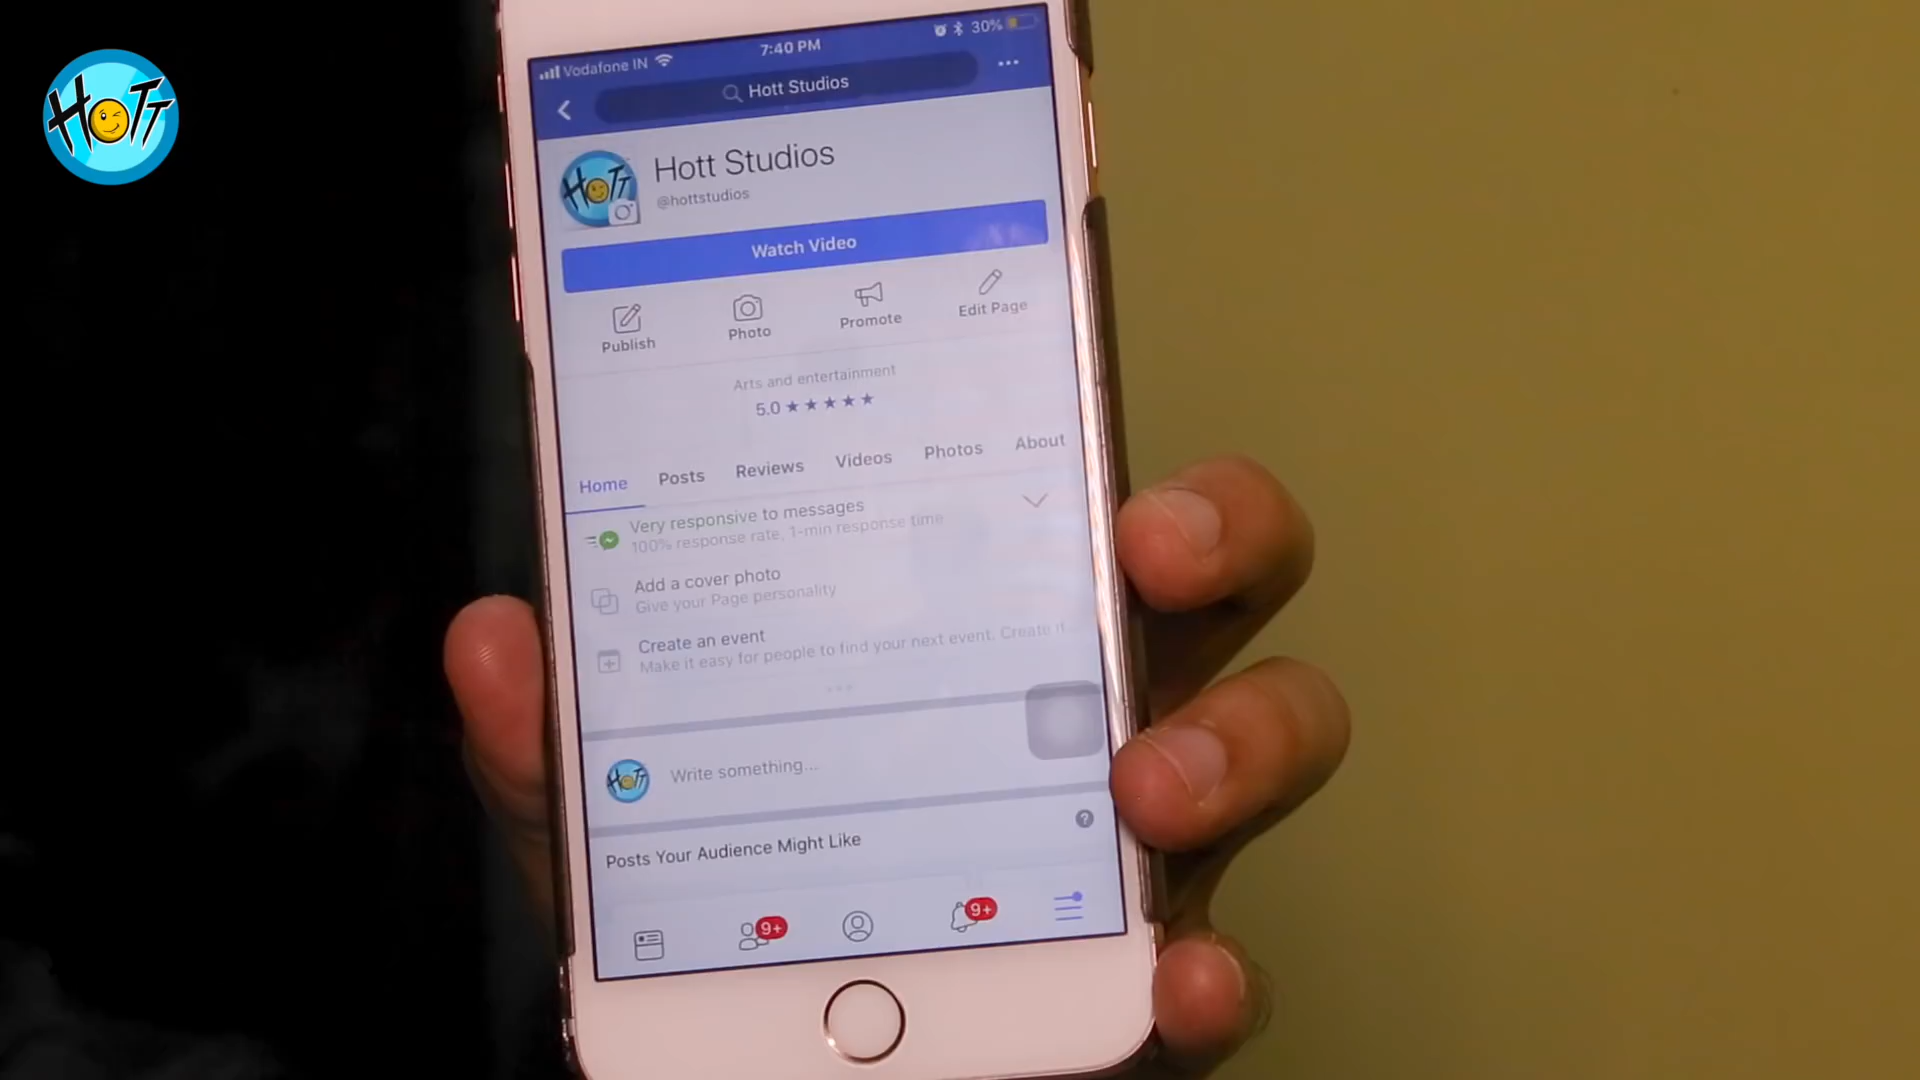 HOTT
Vodafone IN
7:40 PM
30%
Hott Studios
HOTT
Hott Studios
@hottstudios
Watch Video
Publish
Photo
Promote
Edit Page
Arts and entertainment
5.0 ★★★★★
Home
Posts
Reviews
Videos
Photos
About
Very responsive to messages
100% response rate, 1-min response time
Add a cover photo
Give your Page personality
Create an event
Make it easy for people to find your next event. Create it...
HOTT
Write something...
Posts Your Audience Might Like
?
9+
9+